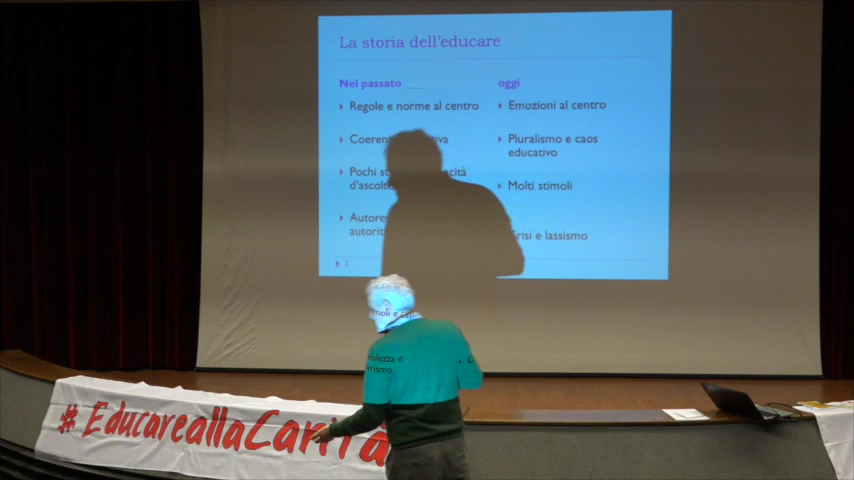 La storia dell'educare
Nel passato
oggi
Regole e norme al centro
Emozioni al centro
Pluralismo e caos
educativo
d'ascolto
Molti stimoli
Crisi e lassismo
#EducareallaCarità